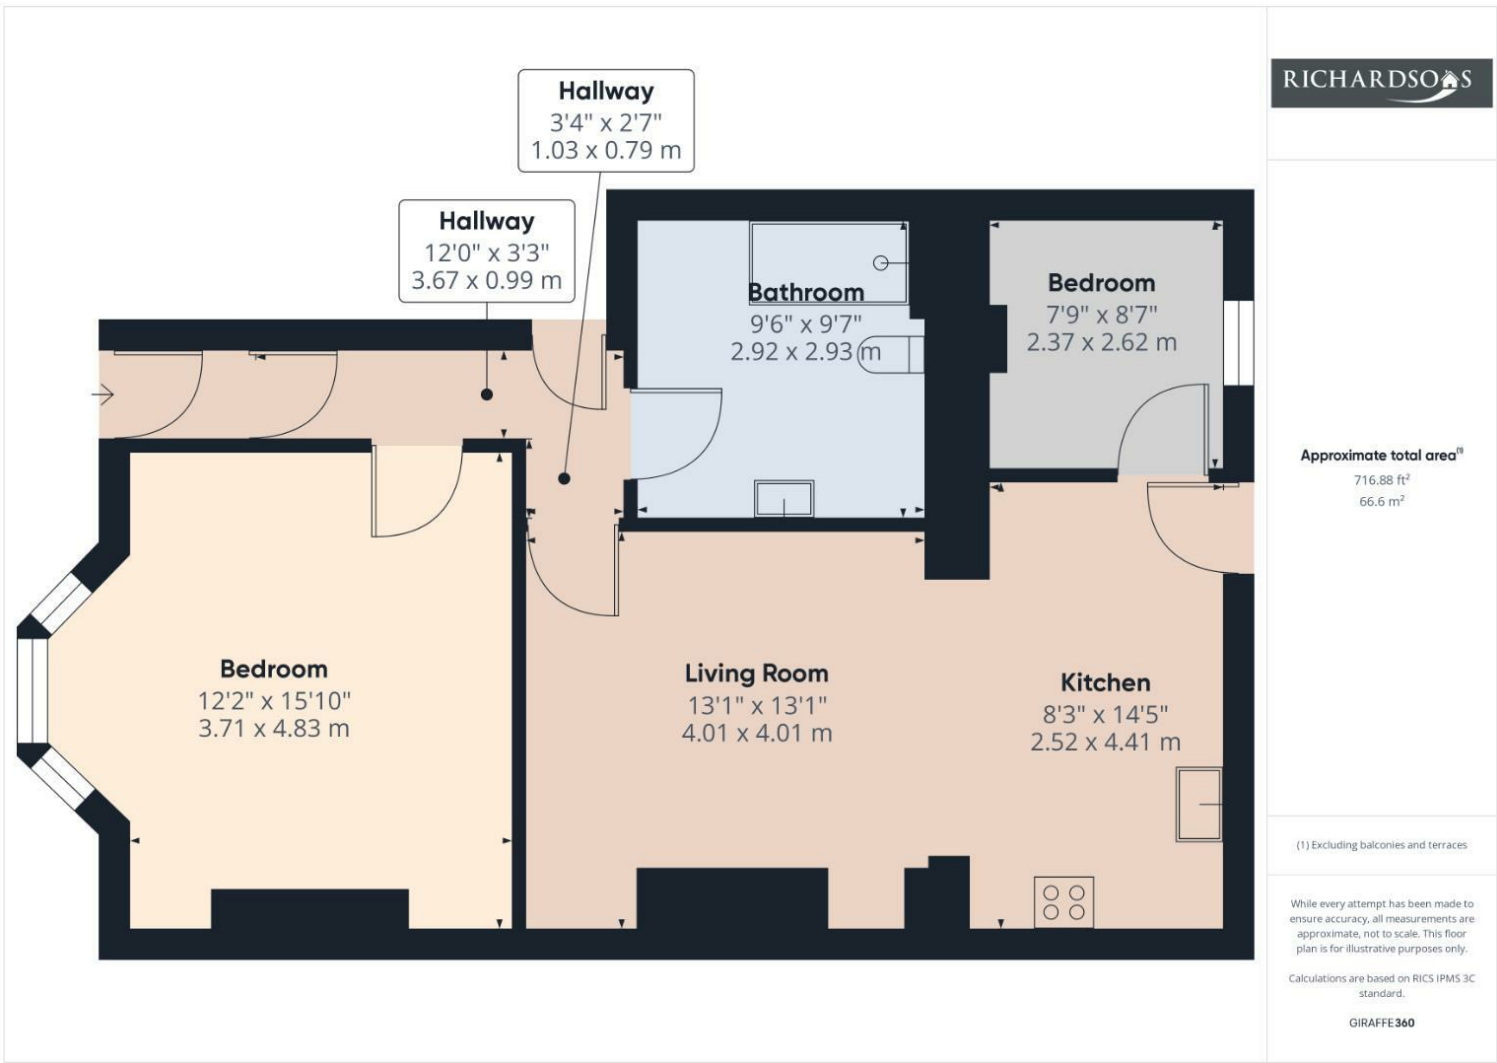 Hallway
3'4" x 2'7"
1.03 x 0.79 m
Hallway
12'0" x 3'3"
3.67 x 0.99 m
Bathroom
9'6" x 9'7"
2.92 x 2.93 m
Bedroom
7'9" x 8'7"
2.37 x 2.62 m
Bedroom
12'2" x 15'10"
3.71 x 4.83 m
Living Room
13'1" x 13'1"
4.01 x 4.01 m
Kitchen
8'3" x 14'5"
2.52 x 4.41 m
RICHARDSONS
Approximate total area(1)
716.88 ft²
66.6 m²
(1) Excluding balconies and terraces
While every attempt has been made to
ensure accuracy, all measurements are
approximate, not to scale. This floor
plan is for illustrative purposes only.
Calculations are based on RICS IPMS 3C
standard.
GIRAFFE360